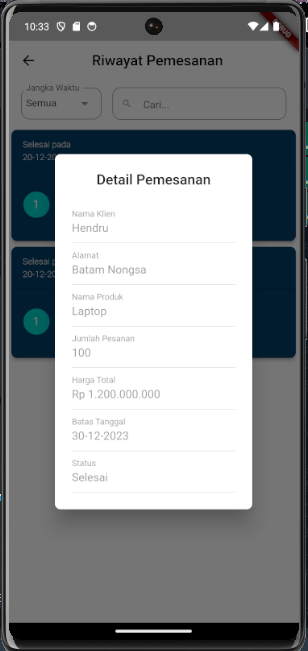 10:33
DEBUG
Riwayat Pemesanan
Jangka Waktu
Semua
Cari...
Selesai pada
20-12-20
1
Selesai
20-12-20
1
Detail Pemesanan
Nama Klien
Hendru
Alamat
Batam Nongsa
Nama Produk
Laptop
Jumlah Pesanan
100
Harga Total
Rp 1.200.000.000
Batas Tanggal
30-12-2023
Status
Selesai